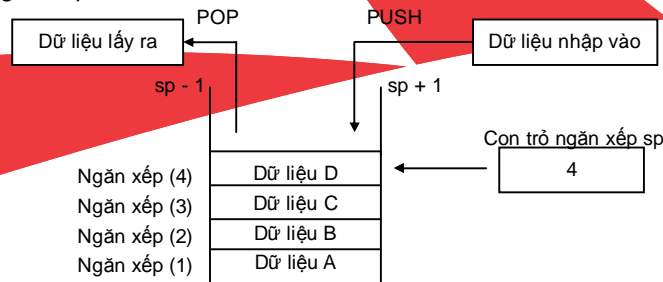 POP PUSH
Dữ liệu lấy ra
Dữ liệu nhập vào
sp - 1
sp + 1
Con trỏ ngăn xếp sp
4
Ngăn xếp (4) Dữ liệu D
Ngăn xếp (3) Dữ liệu C
Ngăn xếp (2) Dữ liệu B
Ngăn xếp (1) Dữ liệu A